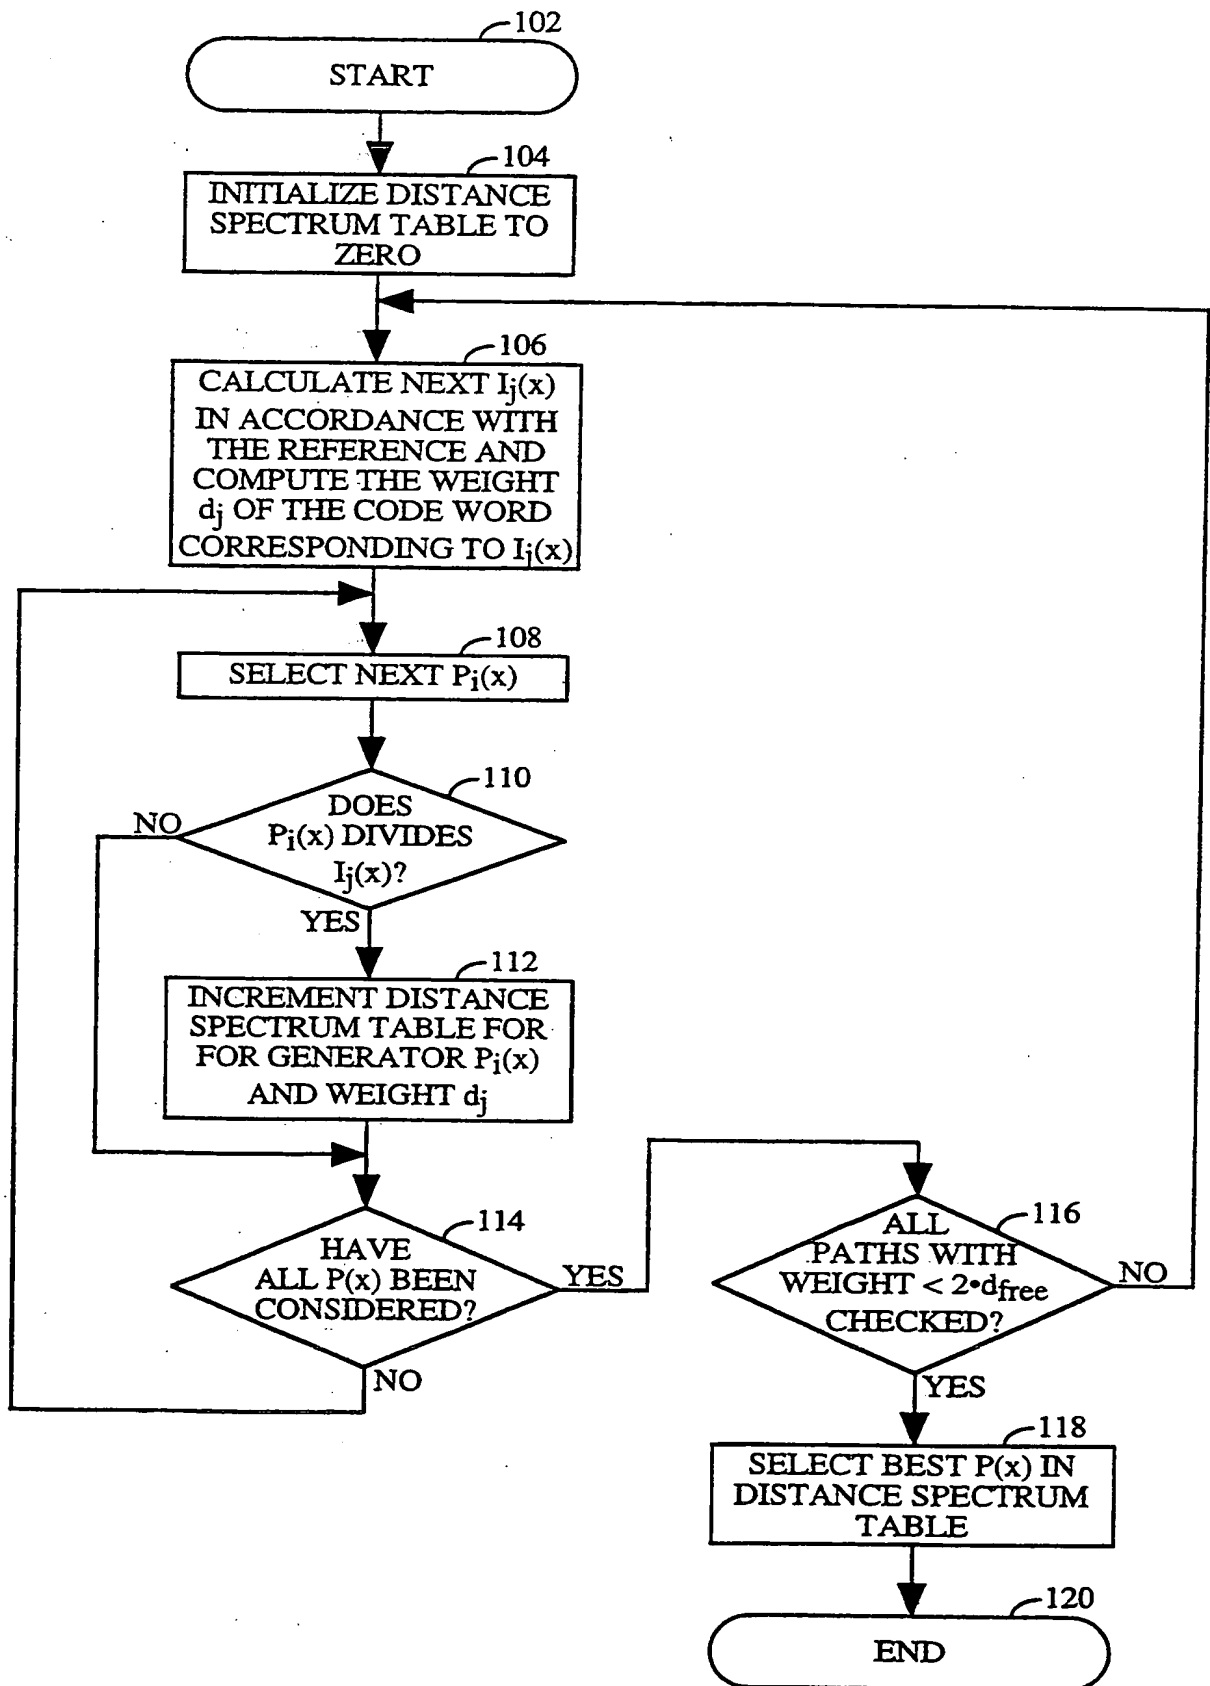 102
START
104
INITIALIZE DISTANCE
SPECTRUM TABLE TO
ZERO
106
CALCULATE NEXT Ij(x)
IN ACCORDANCE WITH
THE REFERENCE AND
COMPUTE THE WEIGHT
dj OF THE CODE WORD
CORRESPONDING TO Ij(x)
108
SELECT NEXT Pi(x)
110
DOES
Pi(x) DIVIDES
Ij(x)?
NO
YES
112
INCREMENT DISTANCE
SPECTRUM TABLE FOR
FOR GENERATOR Pi(x)
AND WEIGHT dj
114
HAVE
ALL P(x) BEEN
CONSIDERED?
YES
NO
116
ALL
PATHS WITH
WEIGHT < 2•dfree
CHECKED?
NO
YES
118
SELECT BEST P(x) IN
DISTANCE SPECTRUM
TABLE
120
END